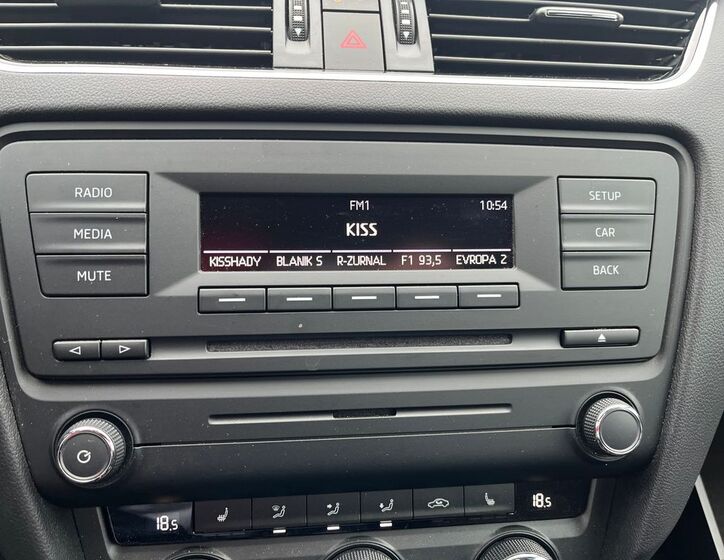 RADIO
MEDIA
MUTE
FM1 10:54
KISS
KISSHADY BLANIK S R-ZURNAL F1 93,5 EVROPA 2
SETUP
CAR
BACK
18.5 18.5